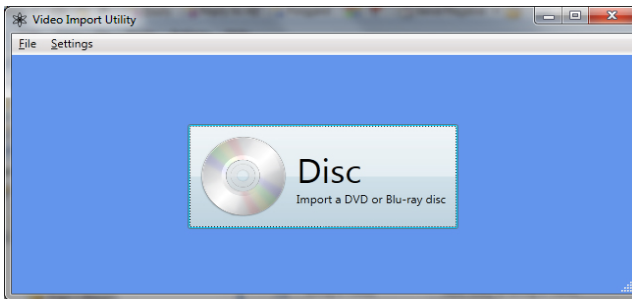 Video Import Utility
File Settings
Disc
Import a DVD or Blu-ray disc